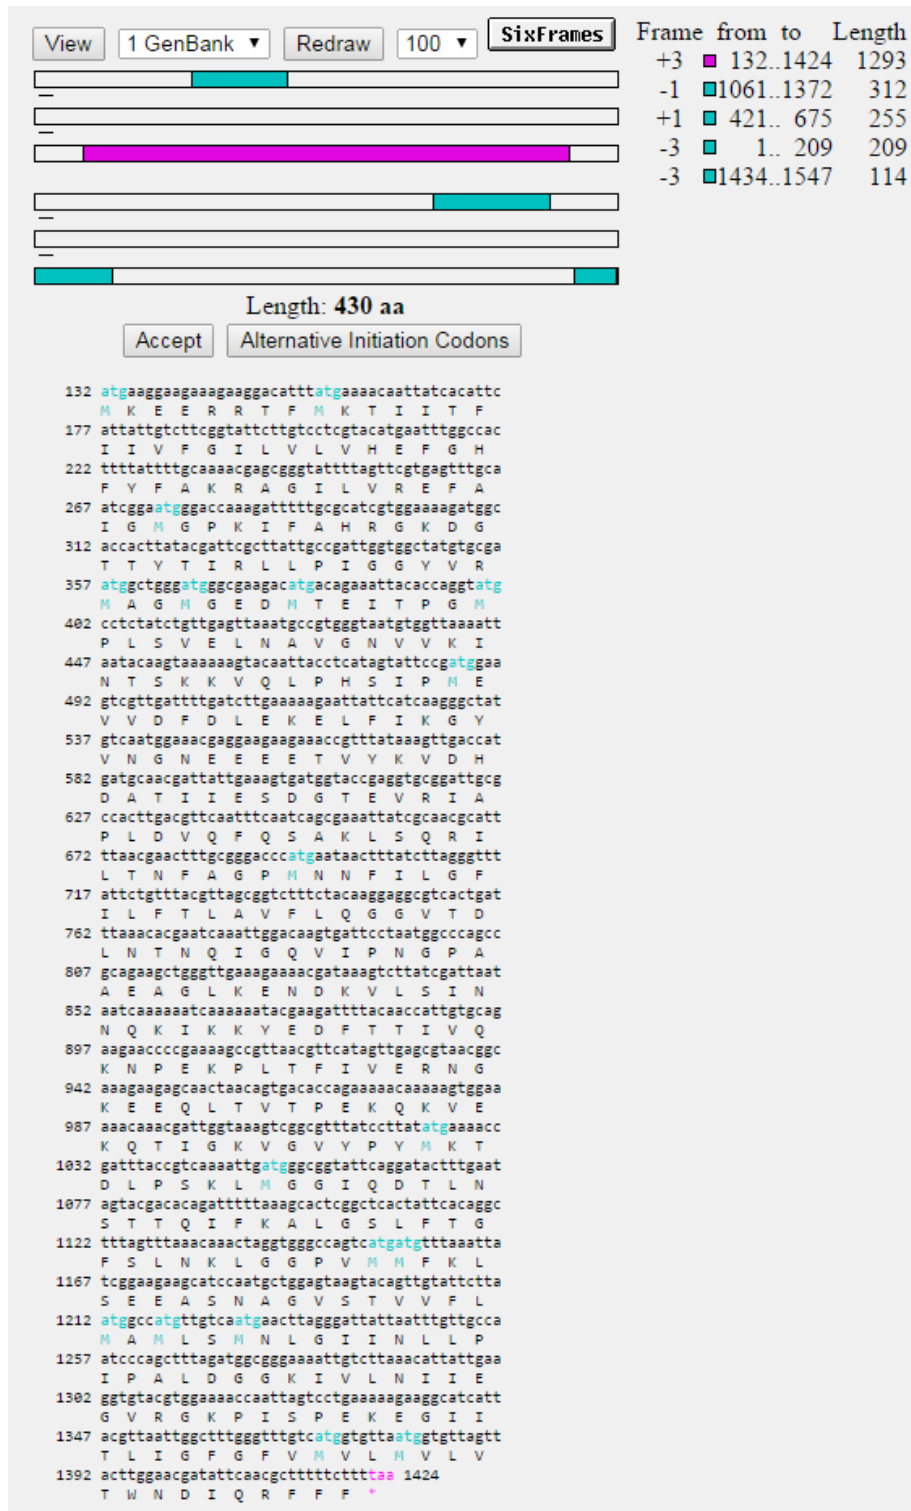 View 1 GenBank ▼ Redraw 100 ▼ SixFrames
Frame from to Length
+3 132..1424 1293
-1 1061..1372 312
+1 421.. 675 255
-3 1.. 209 209
-3 1434..1547 114
Length: 430 aa
Accept Alternative Initiation Codons
132 atgaaggaagaaagaaggacatttatgaaaacaattatcacattc
M K E E R R T F M K T I I T F
177 attattgtcttcggtattcttgtcctcgtacatgaatttggccac
I I V F G I L V L V H E F G H
222 ttttattttgcaaaacgagcgggtattttagttcgtgagtttgca
F Y F A K R A G I L V R E F A
267 atcggaatgggaccaaagatttttgcgcatcgtggaaaagatggc
I G M G P K I F A H R G K D G
312 accacttatacgattcgcttattgccgattggtggctatgtgcga
T T Y T I R L L P I G G Y V R
357 atggctgggatgggcgaagacatgacagaaattacaccaggtatg
M A G M G E D M T E I T P G M
402 cctctatctgttgagttaaatgccgtgggtaatgtggttaaaatt
P L S V E L N A V G N V V K I
447 aatacaagtaaaaaagtacaattacctcatagtattccgatggaa
N T S K K V Q L P H S I P M E
492 gtcgttgattttgatcttgaaaaagaattattcatcaagggctat
V V D F D L E K E L F I K G Y
537 gtcaatggaaacgaggaagaagaaaccgtttataaagttgaccat
V N G N E E E E T V Y K V D H
582 gatgcaacgattattgaaagtgatggtaccgaggtgcggattgcg
D A T I I E S D G T E V R I A
627 ccacttgacgttcaatttcaatcagcgaaattatcgcaacgcatt
P L D V Q F Q S A K L S Q R I
672 ttaacgaactttgcgggacccatgaataactttatcttagggttt
L T N F A G P M N N F I L G F
717 attctgtttacgttagcggtctttctacaaggaggcgtcactgat
I L F T L A V F L Q G G V T D
762 ttaaacacgaatcaaattggacaagtgattcctaatggcccagcc
L N T N Q I G Q V I P N G P A
807 gcagaagctgggttgaaagaaaacgataaagtcttatcgattaat
A E A G L K E N D K V L S I N
852 aatcaaaaaatcaaaaaatacgaagattttacaaccattgtgcag
N Q K I K K Y E D F T T I V Q
897 aagaaccccgaaaagccgttaacgttcatagttgagcgtaacggc
K N P E K P L T F I V E R N G
942 aaagaagagcaactaacagtgacaccagaaaaacaaaaagtggaa
K E E Q L T V T P E K Q K V E
987 aaacaaacgattggtaaagtcggcgtttatccttatatgaaaacc
K Q T I G K V G V Y P Y M K T
1032 gatttaccgtcaaaattgatgggcggtattcaggatactttgaat
D L P S K L M G G I Q D T L N
1077 agtacgacacagatttttaaagcactcggctcactattcacaggc
S T T Q I F K A L G S L F T G
1122 tttagtttaaacaaactaggtgggccagtcatgatgtttaaatta
F S L N K L G G P V M M F K L
1167 tcggaagaagcatccaatgctggagtaagtacagttgtattctta
S E E A S N A G V S T V V F L
1212 atggccatgttgtcaatgaacttagggattattaatttgttgcca
M A M L S M N L G I I N L L P
1257 atcccagctttagatggcgggaaaattgtcttaaacattattgaa
I P A L D G G K I V L N I I E
1302 ggtgtacgtggaaaaccaattagtcctgaaaaagaaggcatcatt
G V R G K P I S P E K E G I I
1347 acgttaattggctttgggtttgtcatggtgttaatggtgttagtt
T L I G F G F V M V L M V L V
1392 acttggaacgatattcaacgctttttcttttaa 1424
T W N D I Q R F F F *